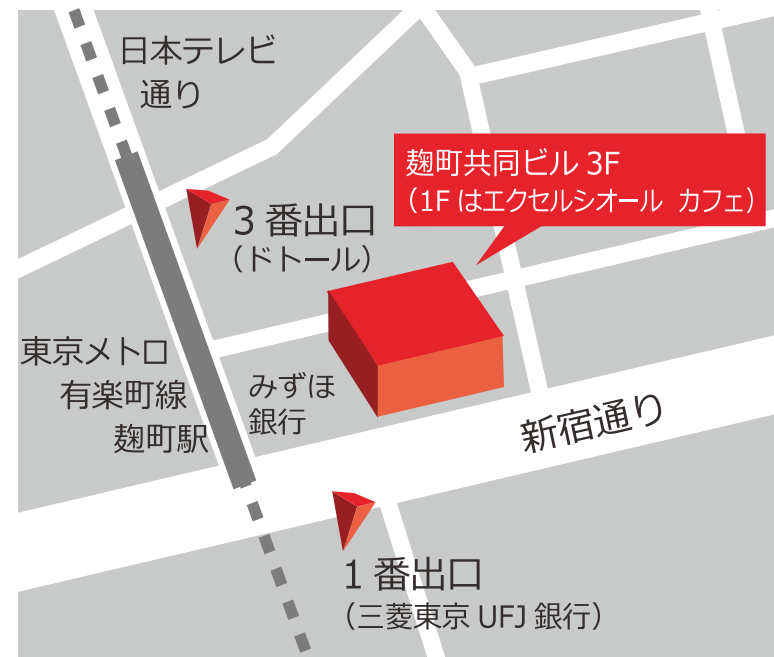 日本テレビ
通り
麹町共同ビル 3F
（1F はエクセルシオール カフェ）
3 番出口
（ドトール）
東京メトロ
有楽町線
麹町駅
みずほ
銀行
新宿通り
1 番出口
（三菱東京 UFJ 銀行）